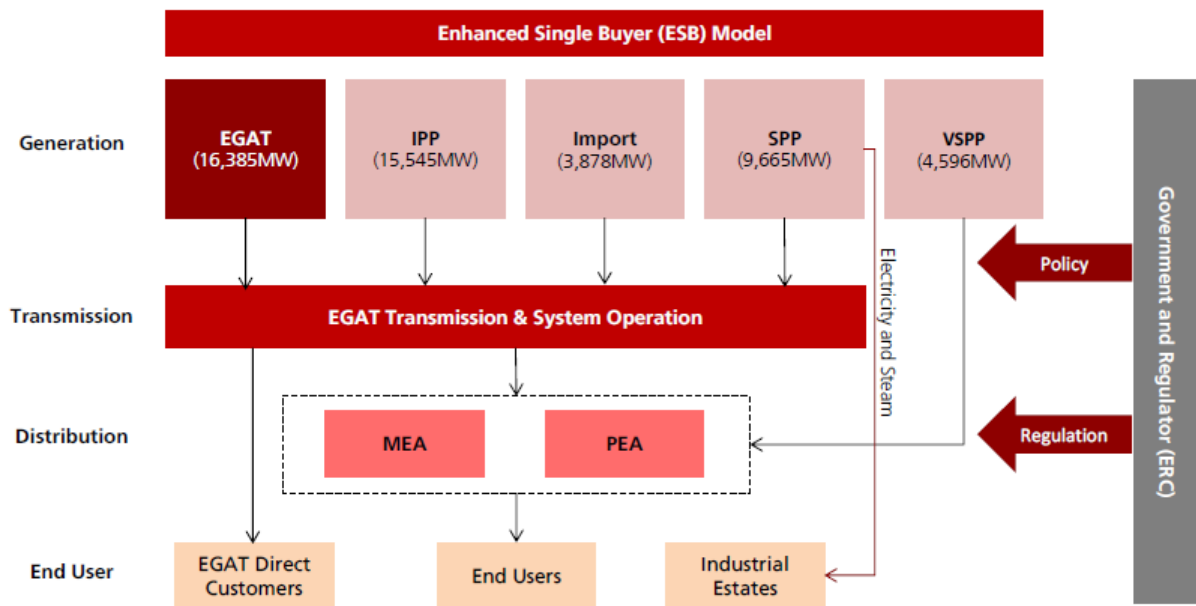 Enhanced Single Buyer (ESB) Model
Generation
EGAT
(16,385MW)
IPP
(15,545MW)
Import
(3,878MW)
SPP
(9,665MW)
VSPP
(4,596MW)
Electricity and Steam
Policy
Government and Regulator (ERC)
Transmission
EGAT Transmission & System Operation
Distribution
MEA
PEA
Regulation
End User
EGAT Direct
Customers
End Users
Industrial
Estates